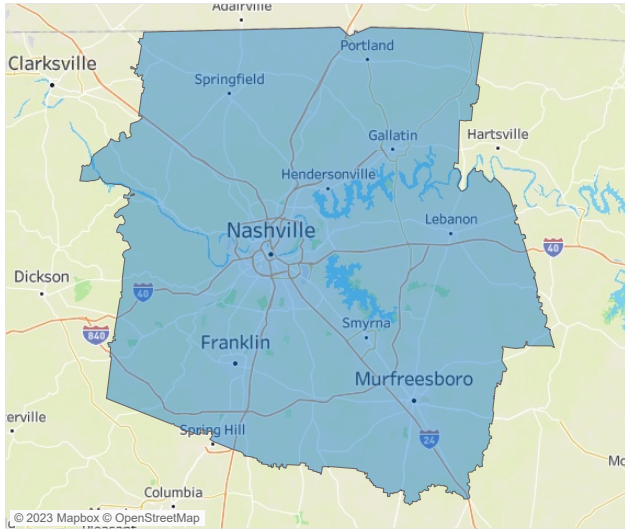 Adairville
Portland
Clarksville
Springfield
Gallatin
Hartsville
Hendersonville
Lebanon
Nashville
40
Dickson
40
Smyrna
840
Franklin
Murfreesboro
erville
Spring Hill
24
Mo
Columbia
© 2023 Mapbox © OpenStreetMap